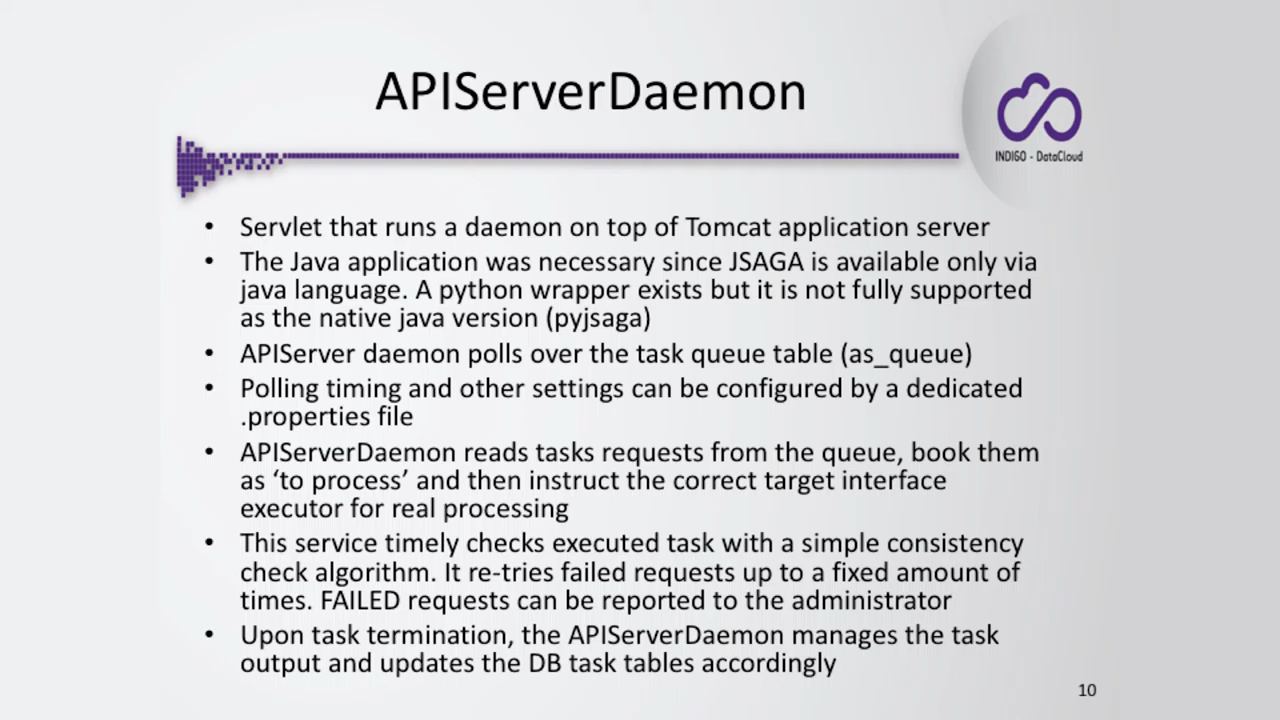 APIServerDaemon
INDIGO - DataCloud
• Servlet that runs a daemon on top of Tomcat application server
• The Java application was necessary since JSAGA is available only via
java language. A python wrapper exists but it is not fully supported
as the native java version (pyjsaga)
• APIServer daemon polls over the task queue table (as_queue)
• Polling timing and other settings can be configured by a dedicated
.properties file
• APIServerDaemon reads tasks requests from the queue, book them
as ‘to process’ and then instruct the correct target interface
executor for real processing
• This service timely checks executed task with a simple consistency
check algorithm. It re-tries failed requests up to a fixed amount of
times. FAILED requests can be reported to the administrator
• Upon task termination, the APIServerDaemon manages the task
output and updates the DB task tables accordingly
10